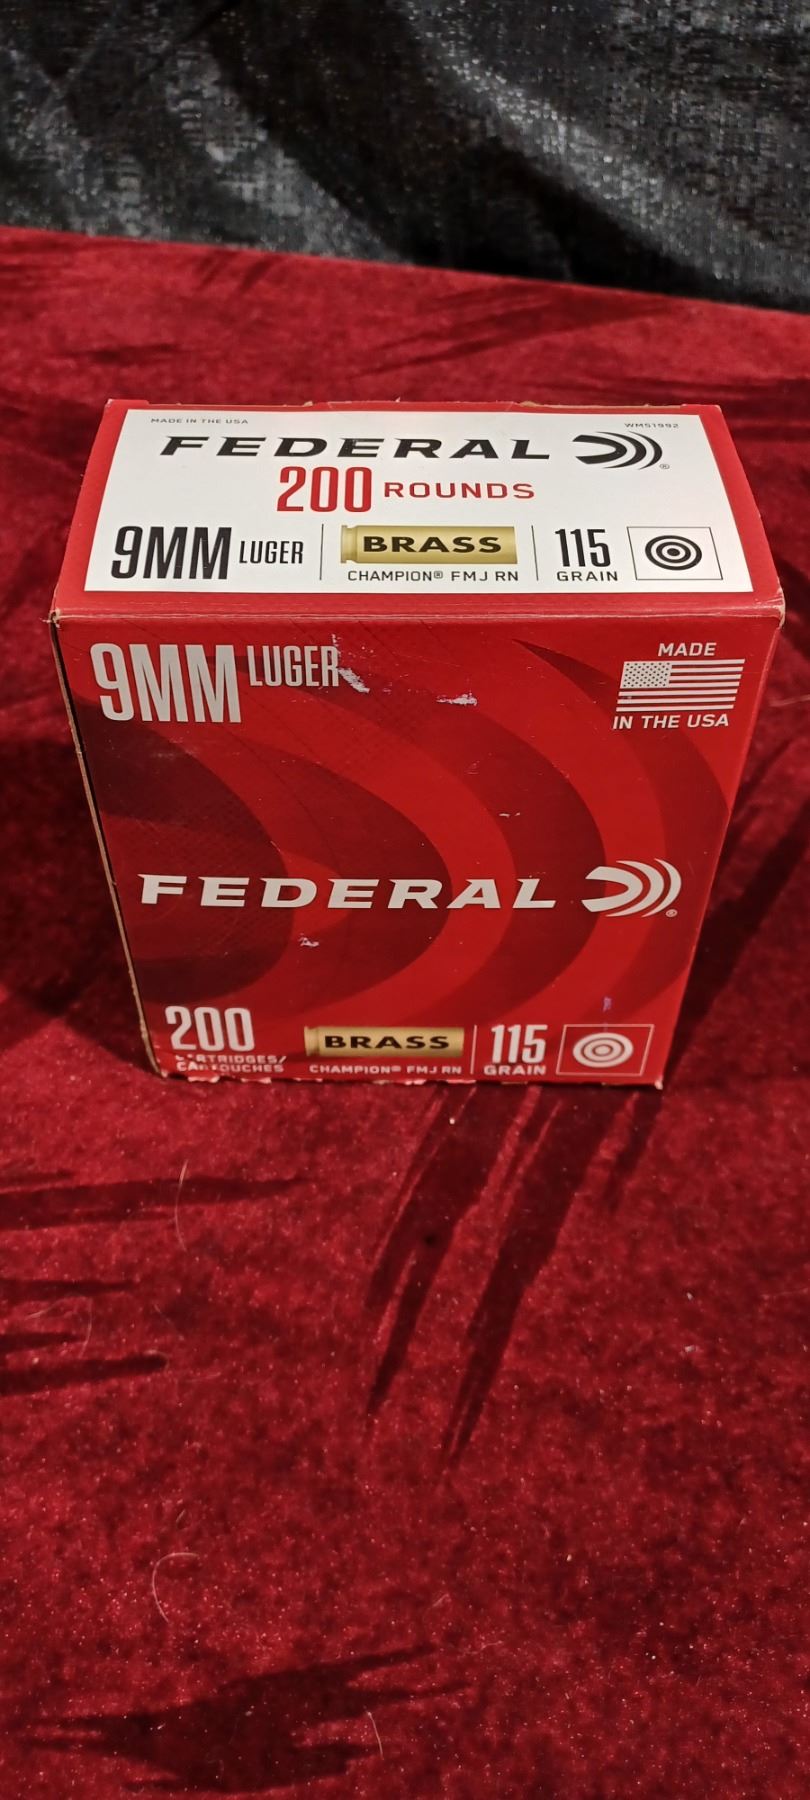 MADE IN THE USA
WM51992
FEDERAL ®
200 ROUNDS
9MM LUGER
BRASS
CHAMPION® FMJ RN
115
GRAIN
9MM LUGER
MADE
IN THE USA
FEDERAL ®
200
CARTOUCHES
BRASS
CHAMPION® FMJ RN
115
GRAIN